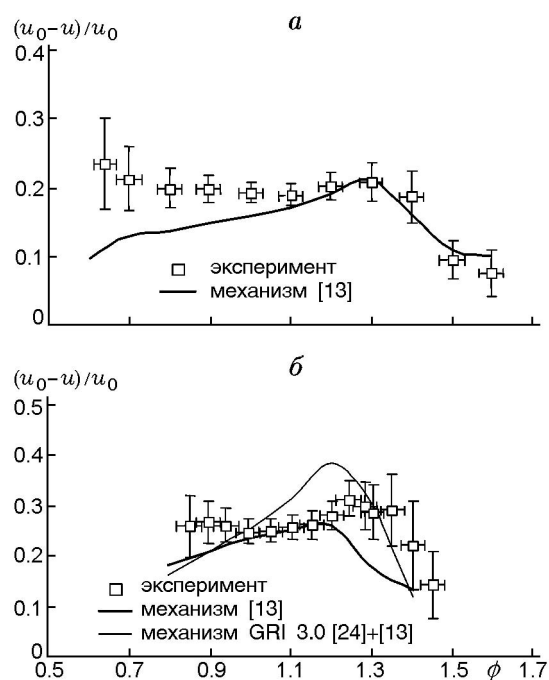 а
(u₀–u)/u₀
0.4
0.3
0.2
0.1
0
эксперимент
механизм [13]
б
(u₀–u)/u₀
0.5
0.4
0.3
0.2
0.1
0
эксперимент
механизм [13]
механизм GRI 3.0 [24]+[13]
0.5 0.7 0.9 1.1 1.3 1.5 ϕ 1.7